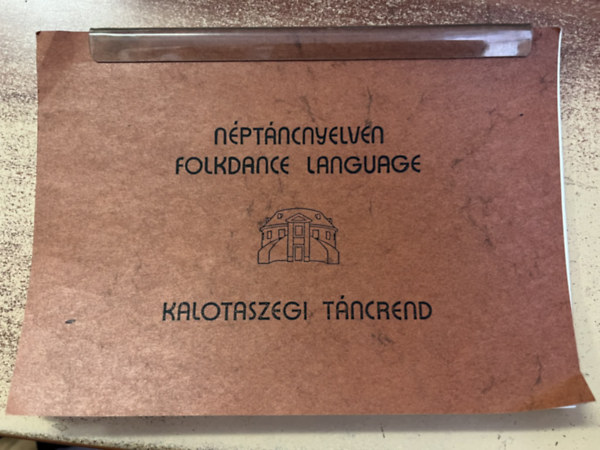 NÉPTÁNCNYELVEN
FOLKDANCE LANGUAGE
KALOTASZEGI TÁNCREND